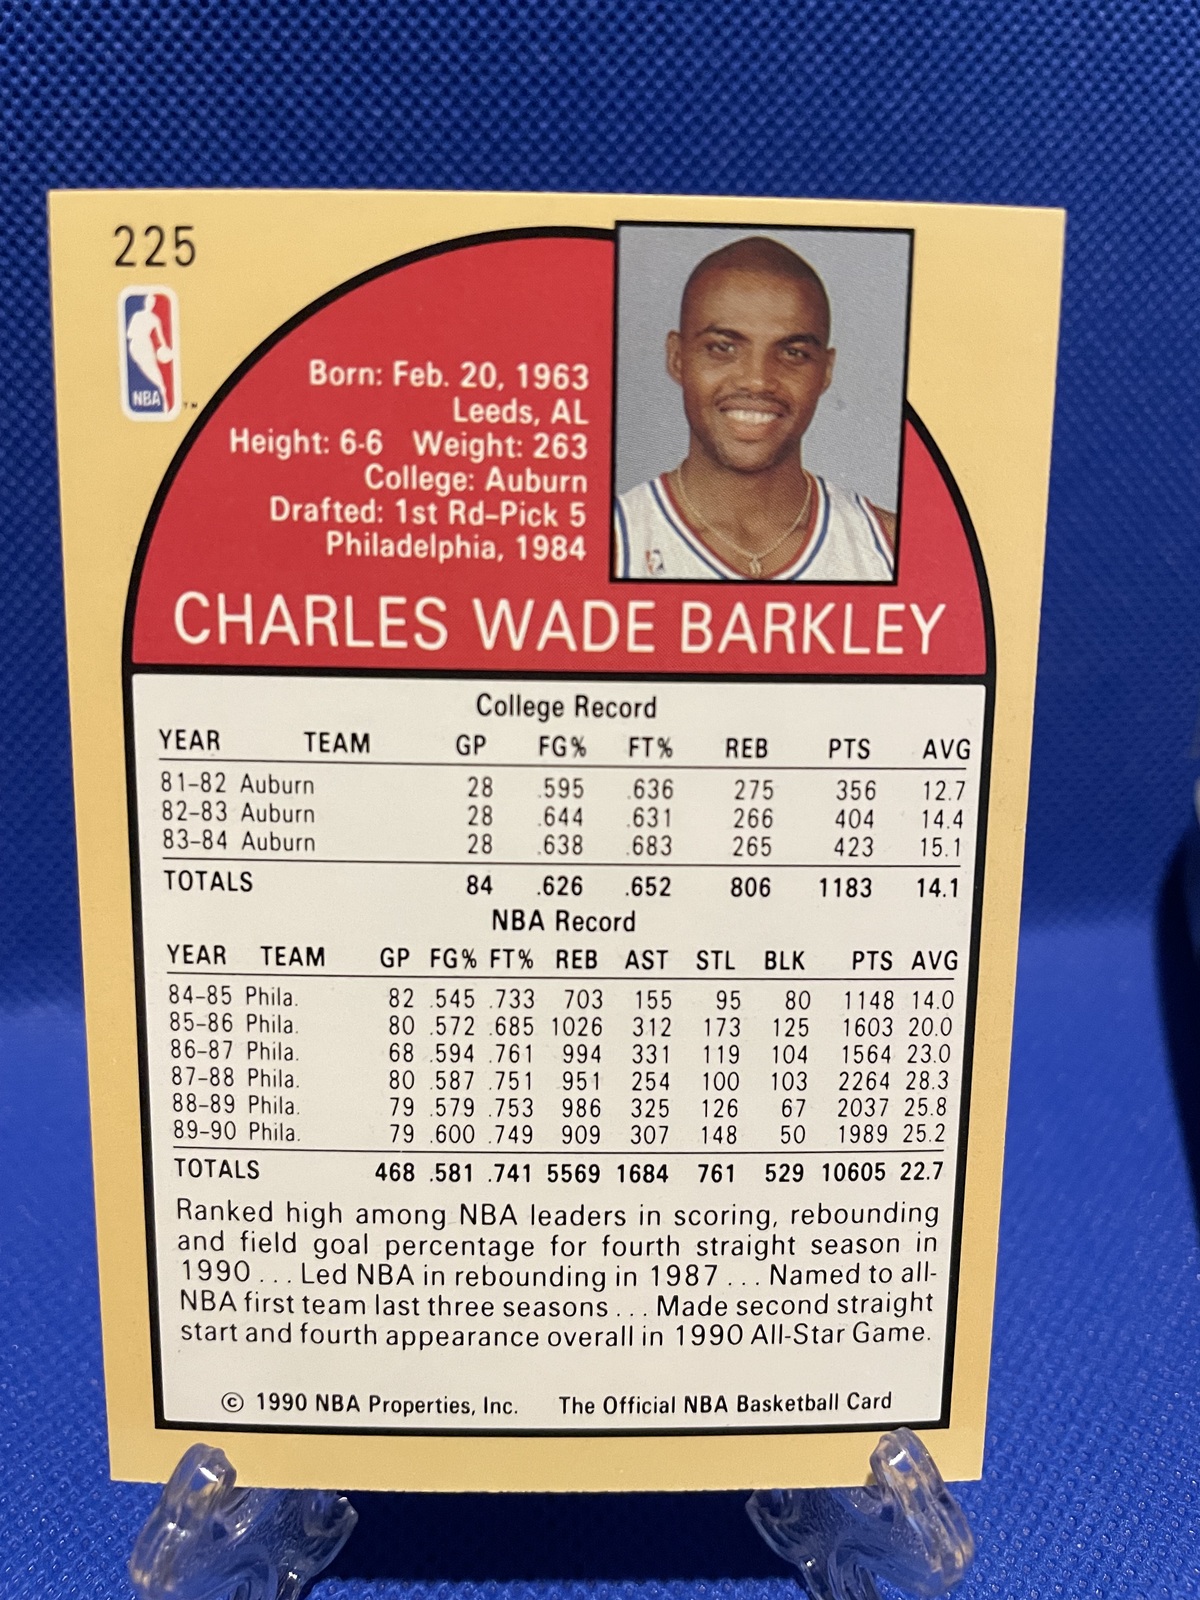 225
NBA
TM
Born: Feb. 20, 1963
Leeds, AL
Height: 6-6 Weight: 263
College: Auburn
Drafted: 1st Rd–Pick 5
Philadelphia, 1984
CHARLES WADE BARKLEY
College Record
YEAR TEAM GP FG% FT% REB PTS AVG
81–82 Auburn 28 .595 .636 275 356 12.7
82–83 Auburn 28 .644 .631 266 404 14.4
83–84 Auburn 28 .638 .683 265 423 15.1
TOTALS 84 .626 .652 806 1183 14.1
NBA Record
YEAR TEAM GP FG% FT% REB AST STL BLK PTS AVG
84–85 Phila. 82 .545 .733 703 155 95 80 1148 14.0
85–86 Phila. 80 .572 .685 1026 312 173 125 1603 20.0
86–87 Phila. 68 .594 .761 994 331 119 104 1564 23.0
87–88 Phila. 80 .587 .751 951 254 100 103 2264 28.3
88–89 Phila. 79 .579 .753 986 325 126 67 2037 25.8
89–90 Phila. 79 .600 .749 909 307 148 50 1989 25.2
TOTALS 468 .581 .741 5569 1684 761 529 10605 22.7
Ranked high among NBA leaders in scoring, rebounding
and field goal percentage for fourth straight season in
1990 . . . Led NBA in rebounding in 1987 . . . Named to all-
NBA first team last three seasons . . . Made second straight
start and fourth appearance overall in 1990 All-Star Game.
© 1990 NBA Properties, Inc. The Official NBA Basketball Card